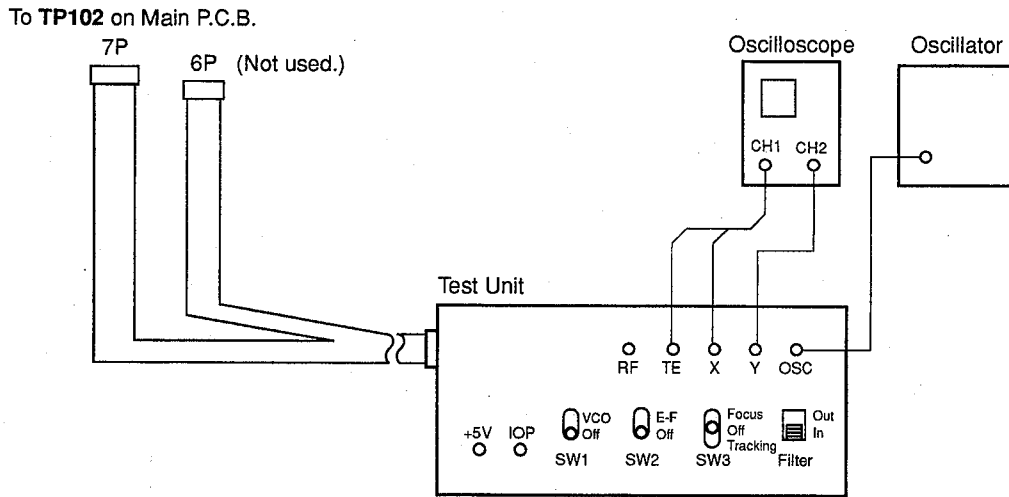 To TP102 on Main P.C.B.
7P
6P (Not used.)
Oscilloscope
Oscillator
CH1 CH2
Test Unit
RF TE X Y OSC
+5V IOP
VCO
Off
SW1
E-F
Off
SW2
Focus
Off
Tracking
SW3
Out
In
Filter